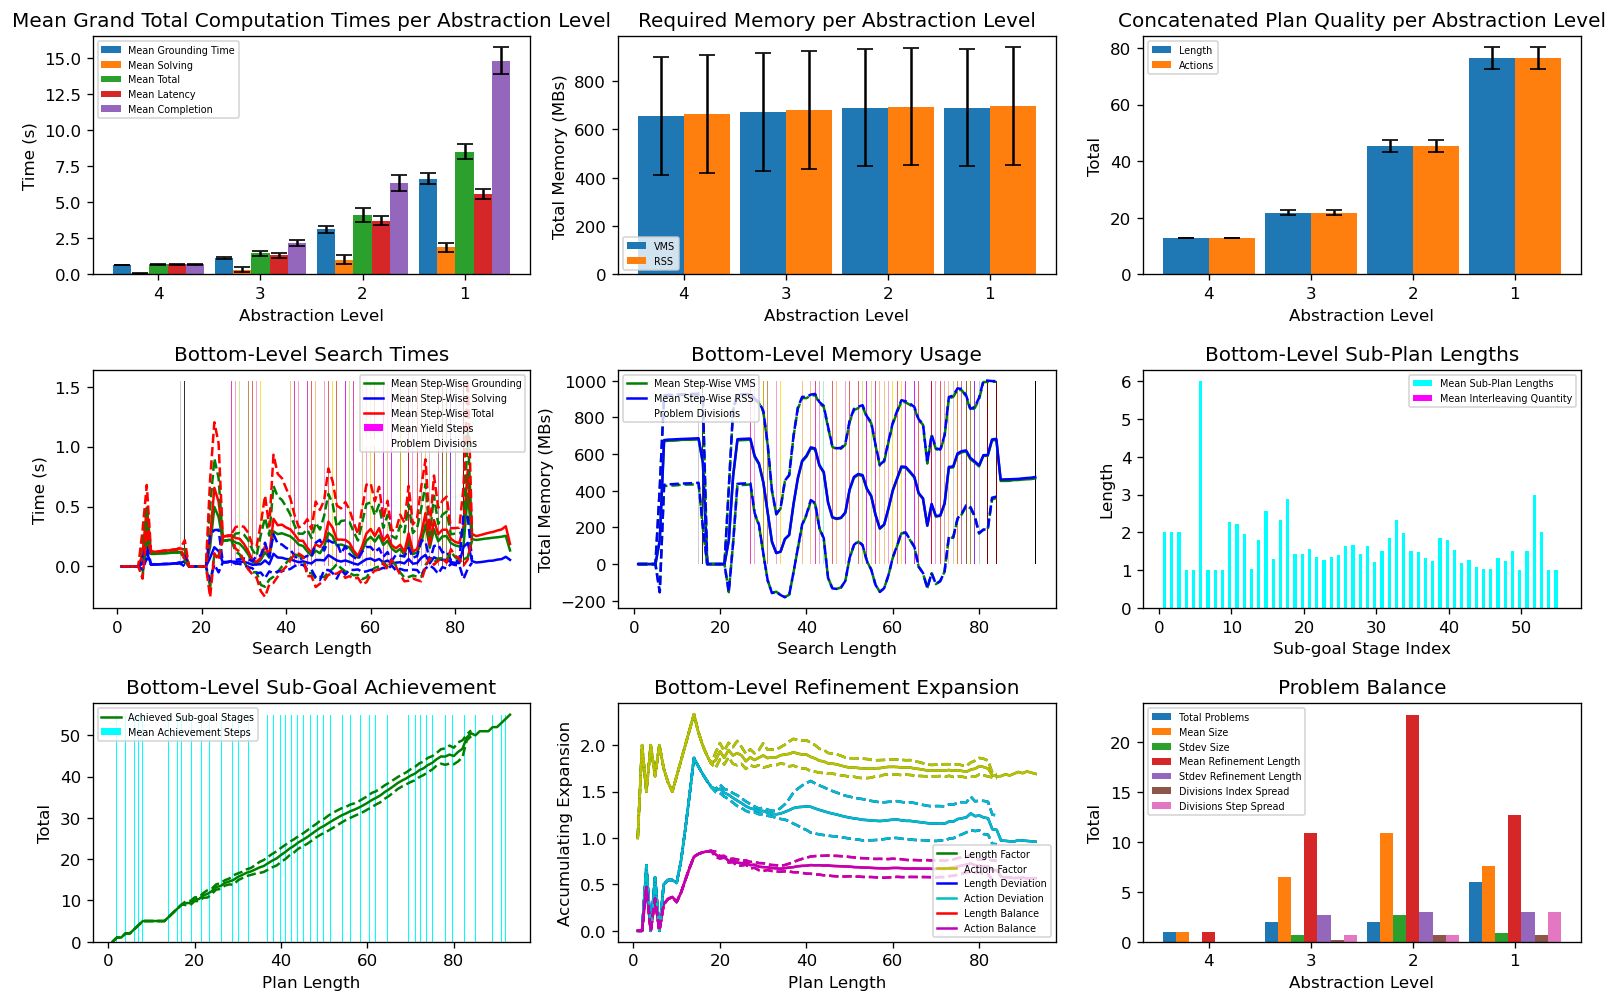 Mean Grand Total Computation Times per Abstraction Level
Mean Grounding Time
Mean Solving
Mean Total
Mean Latency
Mean Completion
15.0
12.5
10.0
7.5
5.0
2.5
0.0
Time (s)
4 3 2 1
Abstraction Level
Required Memory per Abstraction Level
800
600
400
200
0
Total Memory (MBs)
VMS
RSS
4 3 2 1
Abstraction Level
Concatenated Plan Quality per Abstraction Level
Length
Actions
80
60
40
20
0
Total
4 3 2 1
Abstraction Level
Bottom-Level Search Times
Mean Step-Wise Grounding
Mean Step-Wise Solving
Mean Step-Wise Total
Mean Yield Steps
Problem Divisions
1.5
1.0
0.5
0.0
Time (s)
0 20 40 60 80
Search Length
Bottom-Level Memory Usage
Mean Step-Wise VMS
Mean Step-Wise RSS
Problem Divisions
1000
800
600
400
200
0
−200
Total Memory (MBs)
0 20 40 60 80
Search Length
Bottom-Level Sub-Plan Lengths
Mean Sub-Plan Lengths
Mean Interleaving Quantity
6
5
4
3
2
1
0
Length
0 10 20 30 40 50
Sub-goal Stage Index
Bottom-Level Sub-Goal Achievement
Achieved Sub-goal Stages
Mean Achievement Steps
50
40
30
20
10
0
Total
0 20 40 60 80
Plan Length
Bottom-Level Refinement Expansion
2.0
1.5
1.0
0.5
0.0
Accumulating Expansion
Length Factor
Action Factor
Length Deviation
Action Deviation
Length Balance
Action Balance
0 20 40 60 80
Plan Length
Problem Balance
Total Problems
Mean Size
Stdev Size
Mean Refinement Length
Stdev Refinement Length
Divisions Index Spread
Divisions Step Spread
20
15
10
5
0
Total
4 3 2 1
Abstraction Level